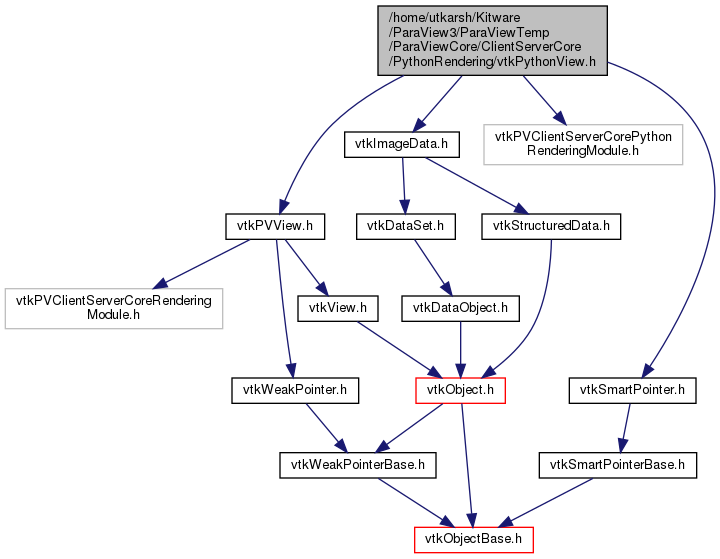 /home/utkarsh/Kitware
/ParaView3/ParaViewTemp
/ParaViewCore/ClientServerCore
/PythonRendering/vtkPythonView.h
vtkImageData.h
vtkPVClientServerCorePython
RenderingModule.h
vtkPVView.h
vtkDataSet.h
vtkStructuredData.h
vtkPVClientServerCoreRendering
Module.h
vtkView.h
vtkDataObject.h
vtkWeakPointer.h
vtkObject.h
vtkSmartPointer.h
vtkWeakPointerBase.h
vtkSmartPointerBase.h
vtkObjectBase.h